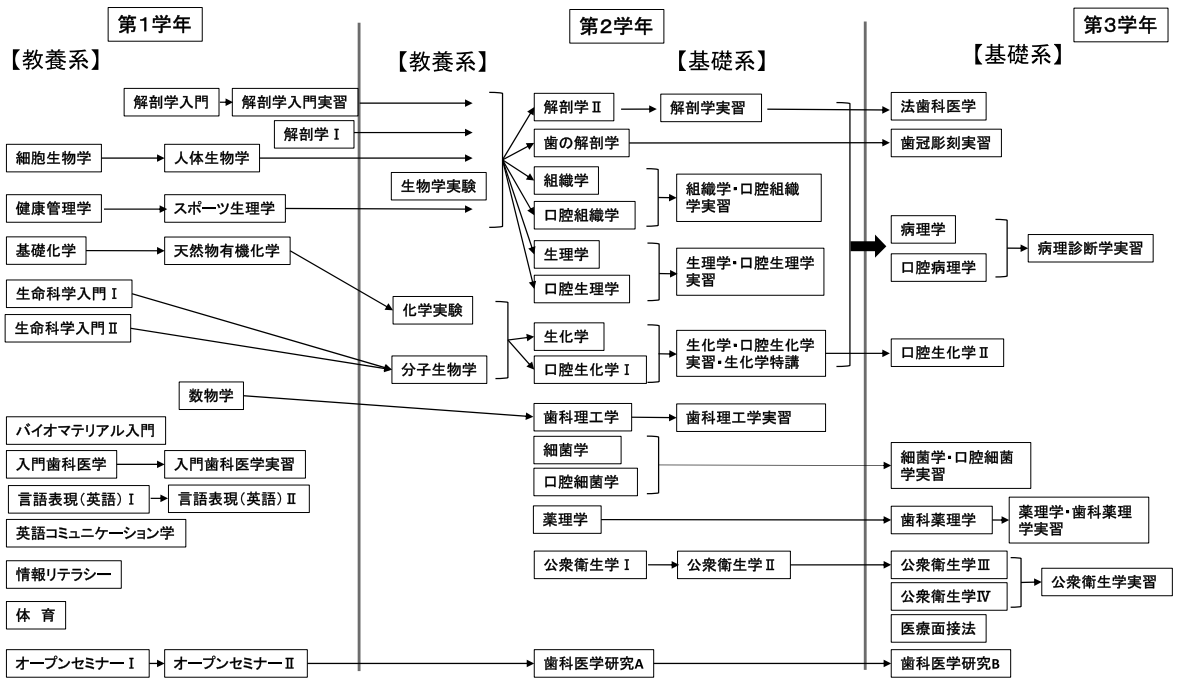 第1学年
第2学年
第3学年
【教養系】
【教養系】
【基礎系】
【基礎系】
解剖学入門
解剖学入門実習
解剖学Ⅰ
細胞生物学
人体生物学
健康管理学
スポーツ生理学
基礎化学
天然物有機化学
生命科学入門Ⅰ
生命科学入門Ⅱ
数物学
バイオマテリアル入門
入門歯科医学
入門歯科医学実習
言語表現(英語)Ⅰ
言語表現(英語)Ⅱ
英語コミュニケーション学
情報リテラシー
体 育
オープンセミナーⅠ
オープンセミナーⅡ
生物学実験
化学実験
分子生物学
解剖学Ⅱ
解剖学実習
歯の解剖学
組織学
口腔組織学
組織学・口腔組織
学実習
生理学
口腔生理学
生理学・口腔生理学
実習
生化学
口腔生化学Ⅰ
生化学・口腔生化学
実習・生化学特講
歯科理工学
歯科理工学実習
細菌学
口腔細菌学
薬理学
公衆衛生学Ⅰ
公衆衛生学Ⅱ
歯科医学研究A
法歯科医学
歯冠彫刻実習
病理学
口腔病理学
病理診断学実習
口腔生化学Ⅱ
細菌学・口腔細菌
学実習
歯科薬理学
薬理学・歯科薬理
学実習
公衆衛生学Ⅲ
公衆衛生学Ⅳ
公衆衛生学実習
医療面接法
歯科医学研究B